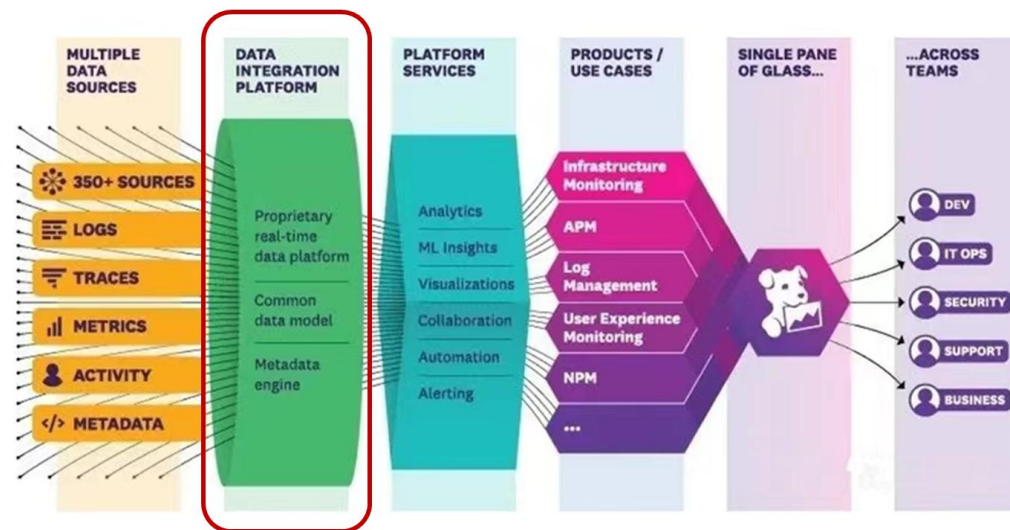 MULTIPLE
DATA
SOURCES
350+ SOURCES
LOGS
TRACES
METRICS
ACTIVITY
</> METADATA
DATA
INTEGRATION
PLATFORM
Proprietary
real-time
data platform
Common
data model
Metadata
engine
PLATFORM
SERVICES
Analytics
ML Insights
Visualizations
Collaboration
Automation
Alerting
PRODUCTS /
USE CASES
Infrastructure
Monitoring
APM
Log
Management
User Experience
Monitoring
NPM
...
SINGLE PANE
OF GLASS...
...ACROSS
TEAMS
DEV
IT OPS
SECURITY
SUPPORT
BUSINESS